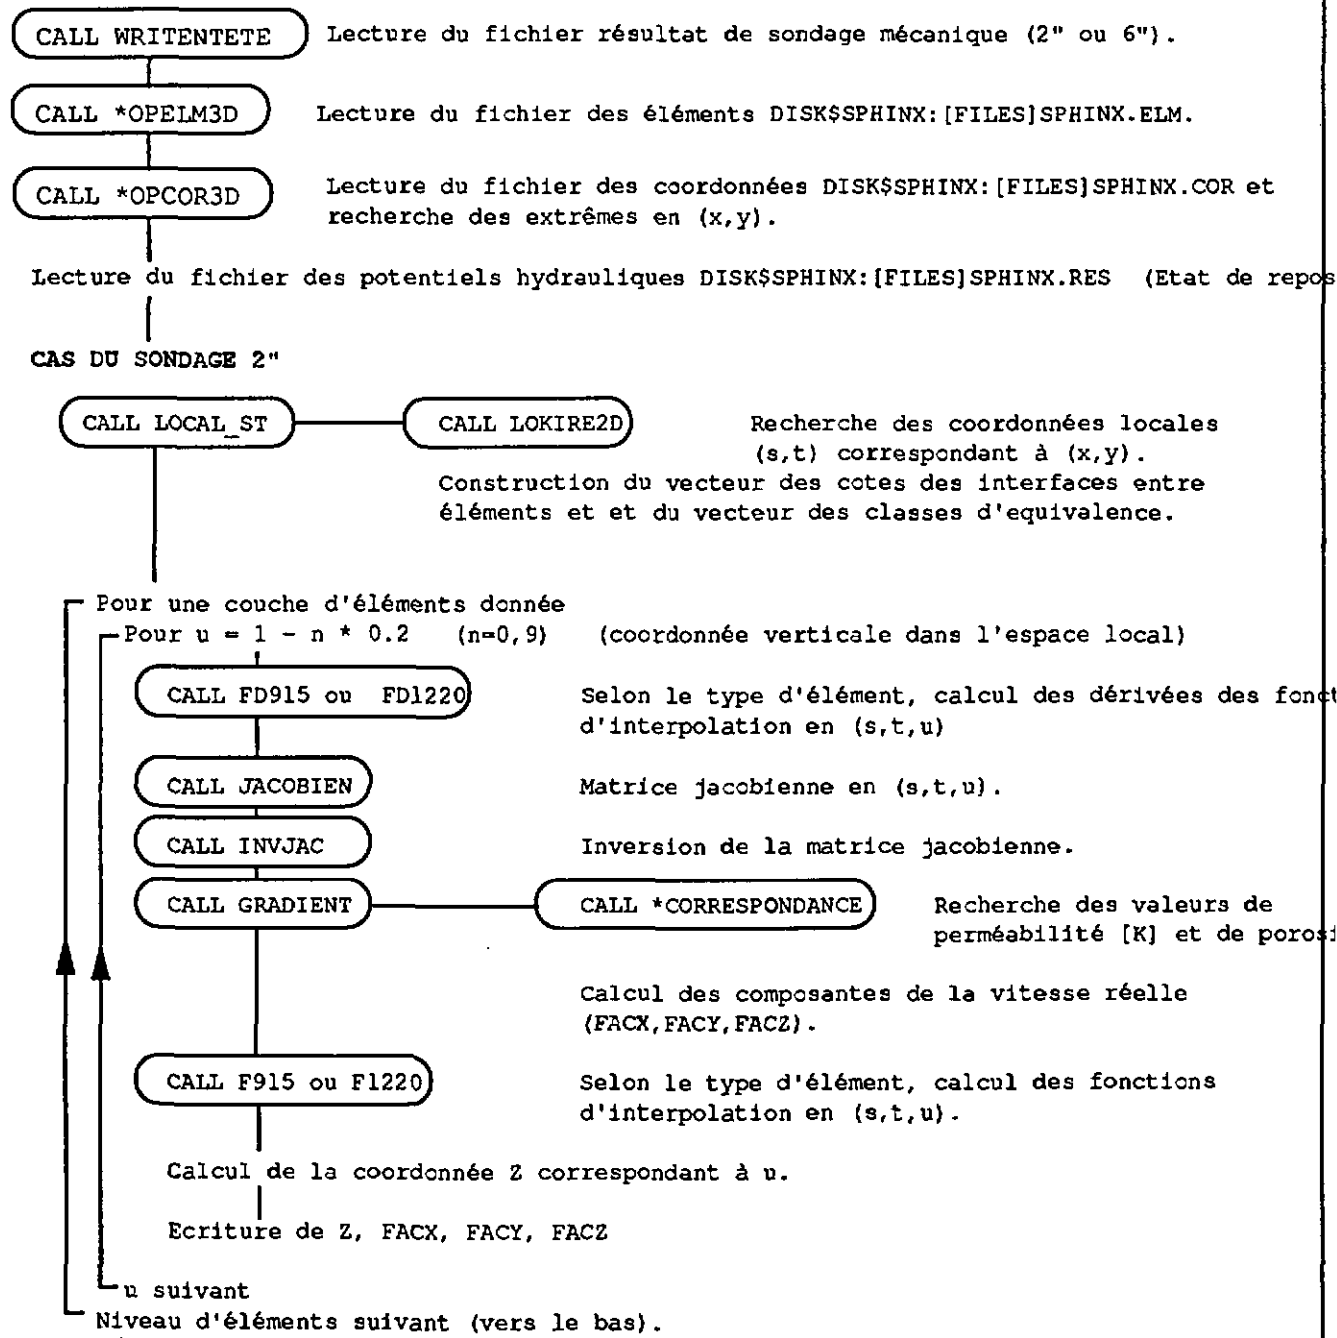 CALL WRITENTETE Lecture du fichier résultat de sondage mécanique (2" ou 6").
CALL *OPELM3D Lecture du fichier des éléments DISK$SPHINX:[FILES]SPHINX.ELM.
CALL *OPCOR3D Lecture du fichier des coordonnées DISK$SPHINX:[FILES]SPHINX.COR et
recherche des extrêmes en (x,y).
Lecture du fichier des potentiels hydrauliques DISK$SPHINX:[FILES]SPHINX.RES (Etat de repos
CAS DU SONDAGE 2"
CALL LOCAL_ST CALL LOKIRE2D Recherche des coordonnées locales
(s,t) correspondant à (x,y).
Construction du vecteur des cotes des interfaces entre
éléments et et du vecteur des classes d'equivalence.
Pour une couche d'éléments donnée
Pour u = 1 - n * 0.2 (n=0,9) (coordonnée verticale dans l'espace local)
CALL FD915 ou FD1220 Selon le type d'élément, calcul des dérivées des fonct
d'interpolation en (s,t,u)
CALL JACOBIEN Matrice jacobienne en (s,t,u).
CALL INVJAC Inversion de la matrice jacobienne.
CALL GRADIENT CALL *CORRESPONDANCE Recherche des valeurs de
perméabilité [K] et de porosi
Calcul des composantes de la vitesse réelle
(FACX,FACY,FACZ).
CALL F915 ou F1220 Selon le type d'élément, calcul des fonctions
d'interpolation en (s,t,u).
Calcul de la coordonnée Z correspondant à u.
Ecriture de Z, FACX, FACY, FACZ
u suivant
Niveau d'éléments suivant (vers le bas).